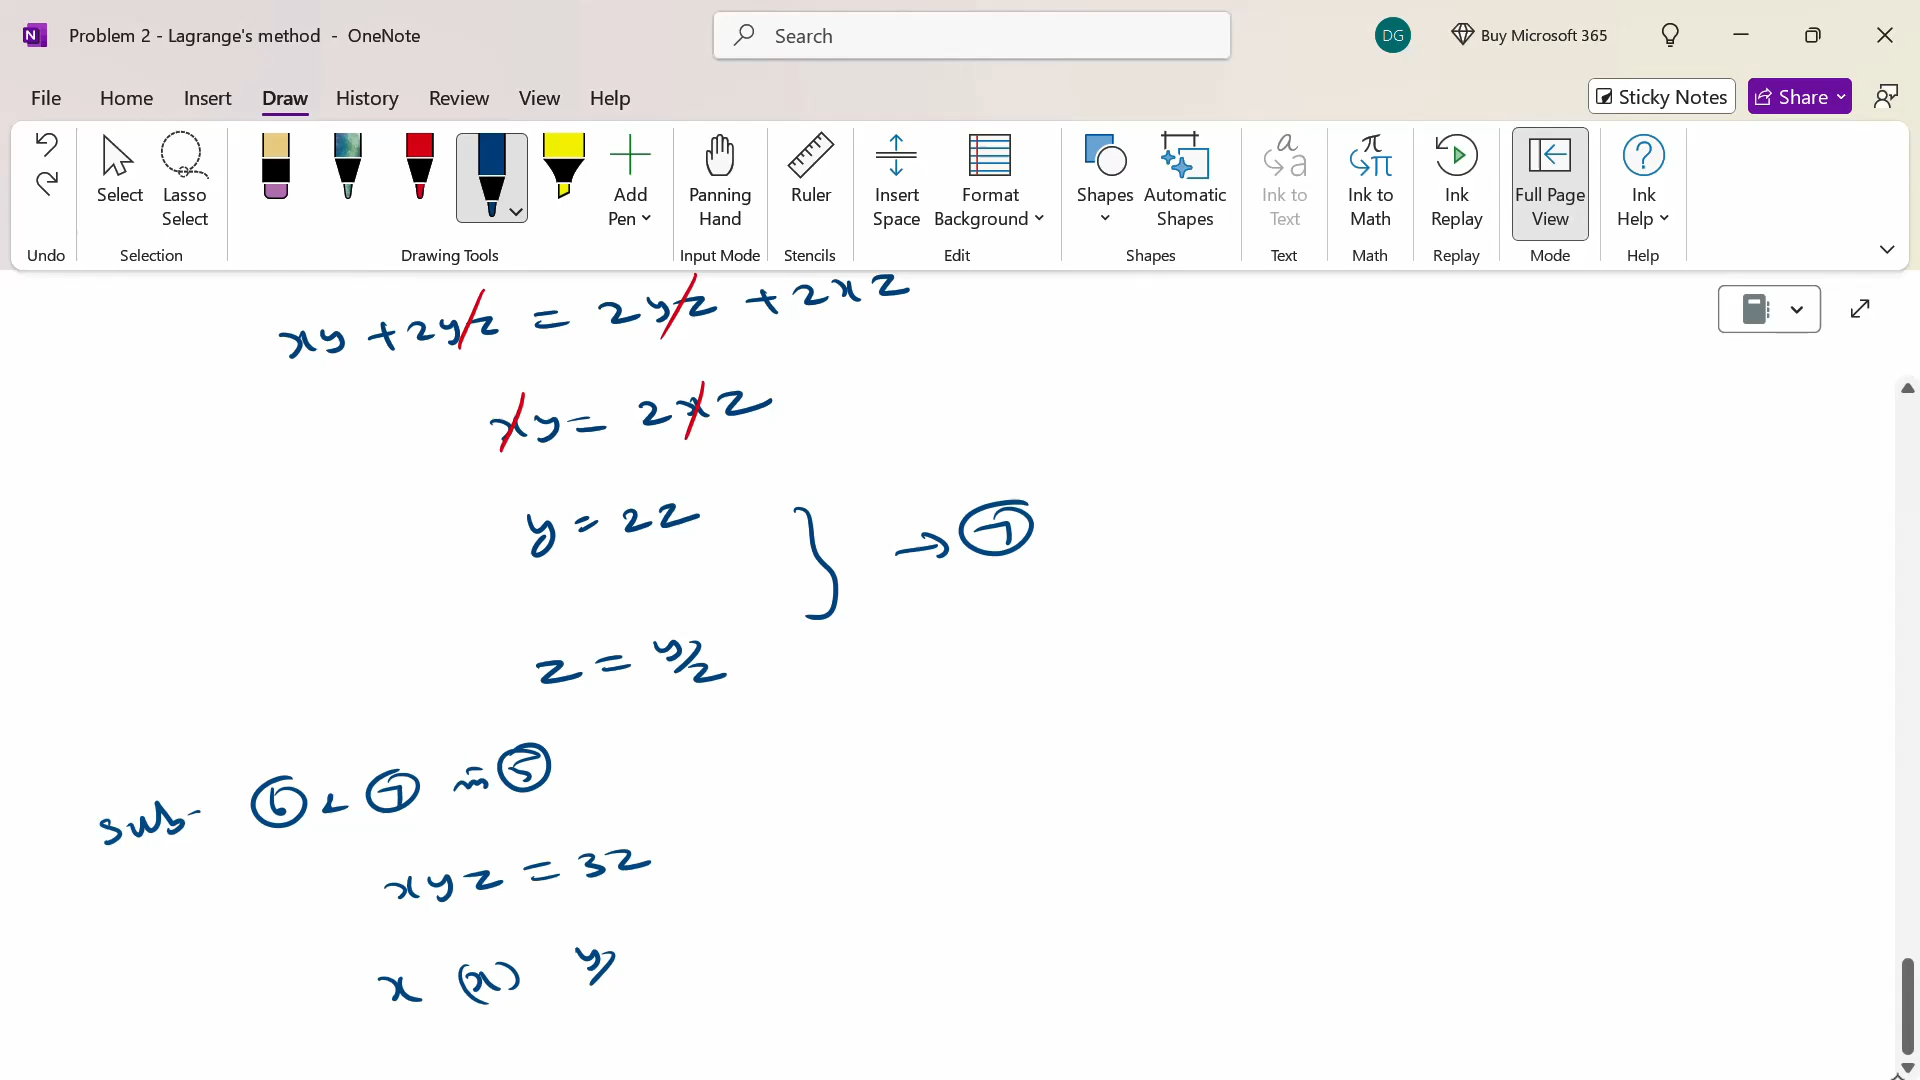 Problem 2 - Lagrange's method - OneNote
Search
DG
Buy Microsoft 365
File Home Insert Draw History Review View Help
Sticky Notes
Share
Select
Lasso Select
Add Pen
Panning Hand
Ruler
Insert Space
Format Background
Shapes
Automatic Shapes
Ink to Text
Ink to Math
Ink Replay
Full Page View
Ink Help
Undo Selection Drawing Tools Input Mode Stencils Edit Shapes Text Math Replay Mode Help
xy + 2yz = 2yz + 2xz
xy = 2xz
y = 2z } → ⑦
z = y/2
sub- ⑥ & ⑦ in ⑤
xyz = 32
x (x) y/